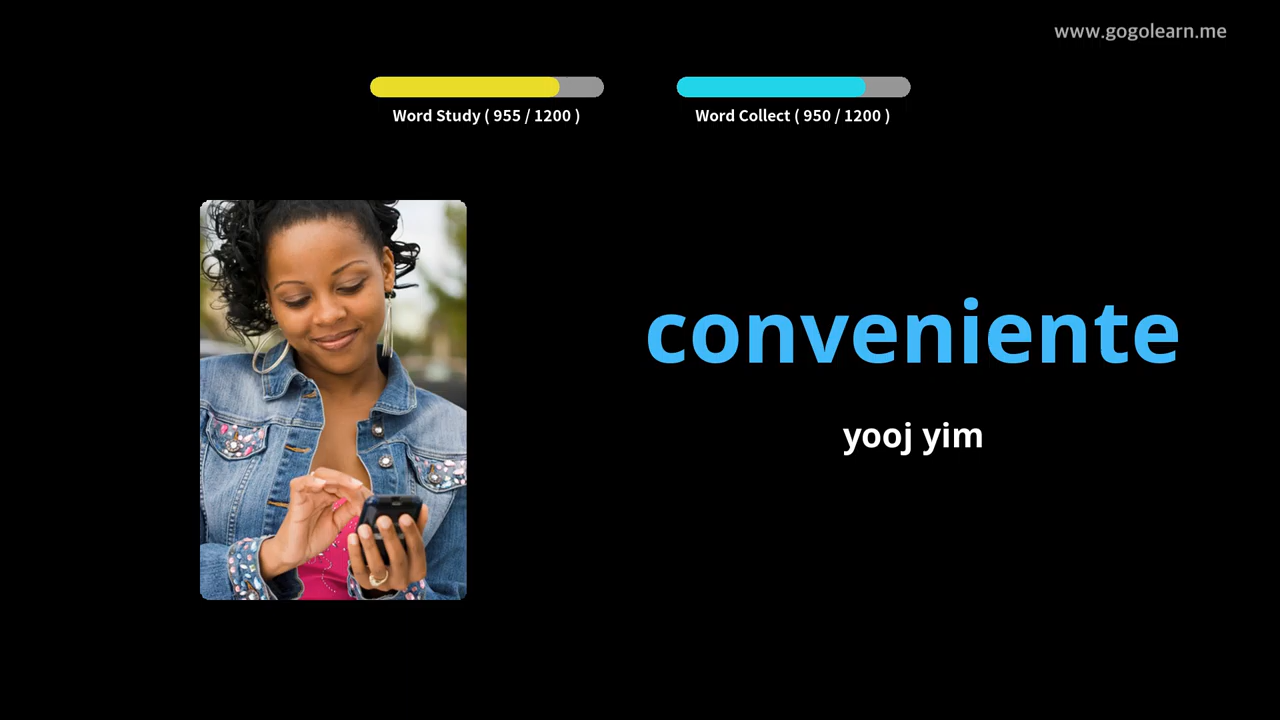 www.gogolearn.me
Word Study ( 955 / 1200 )
Word Collect ( 950 / 1200 )
conveniente
yooj yim